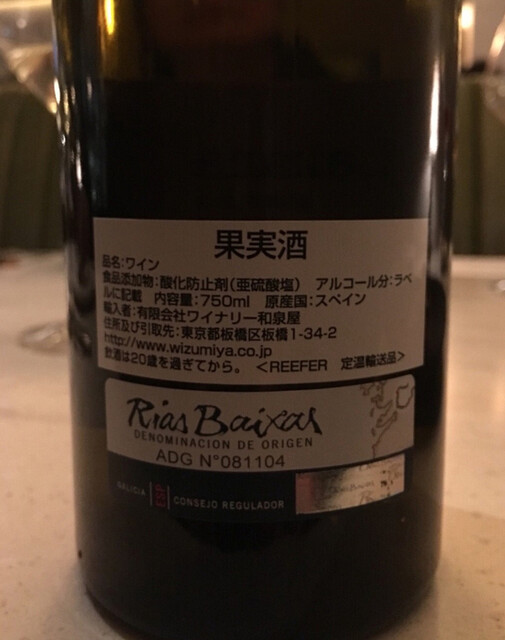 果実酒
品名:ワイン
食品添加物:酸化防止剤(亜硫酸塩) アルコール分:ラベ
ルに記載 内容量:750ml 原産国:スペイン
輸入者:有限会社ワイナリー和泉屋
住所及び引取先:東京都板橋区板橋1-34-2
http://www.wizumiya.co.jp
飲酒は20歳を過ぎてから。 <REEFER 定温輸送品>
Rías Baixas
DENOMINACION DE ORIGEN
ADG N°081104
GALICIA ESP CONSEJO REGULADOR